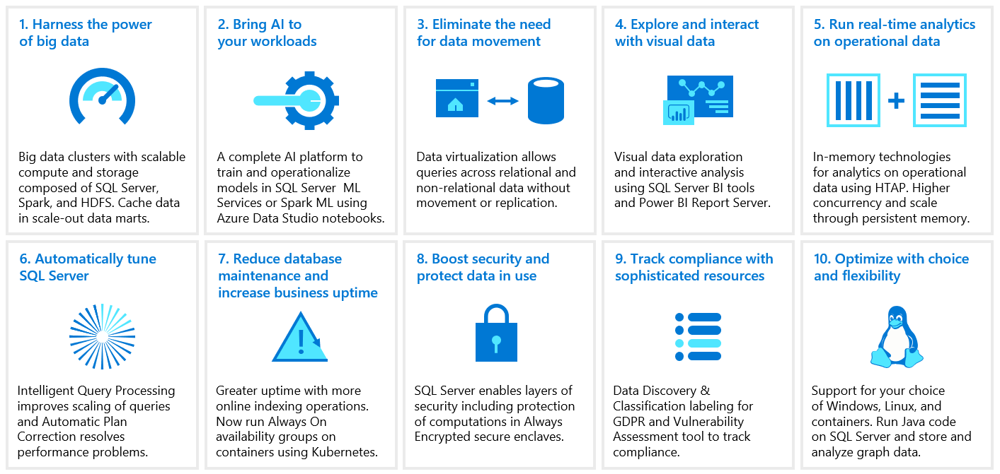 1. Harness the power
of big data
Big data clusters with scalable
compute and storage
composed of SQL Server,
Spark, and HDFS. Cache data
in scale-out data marts.
2. Bring AI to
your workloads
A complete AI platform to
train and operationalize
models in SQL Server  ML
Services or Spark ML using
Azure Data Studio notebooks.
3. Eliminate the need
for data movement
Data virtualization allows
queries across relational and
non-relational data without
movement or replication.
4. Explore and interact
with visual data
Visual data exploration
and interactive analysis
using SQL Server BI tools
and Power BI Report Server.
5. Run real-time analytics
on operational data
In-memory technologies
for analytics on operational
data using HTAP. Higher
concurrency and scale
through persistent memory.
6. Automatically tune
SQL Server
Intelligent Query Processing
improves scaling of queries
and Automatic Plan
Correction resolves
performance problems.
7. Reduce database
maintenance and
increase business uptime
Greater uptime with more
online indexing operations.
Now run Always On
availability groups on
containers using Kubernetes.
8. Boost security and
protect data in use
SQL Server enables layers of
security including protection
of computations in Always
Encrypted secure enclaves.
9. Track compliance with
sophisticated resources
Data Discovery &
Classification labeling for
GDPR and Vulnerability
Assessment tool to track
compliance.
10. Optimize with choice
and flexibility
Support for your choice
of Windows, Linux, and
containers. Run Java code
on SQL Server and store and
analyze graph data.